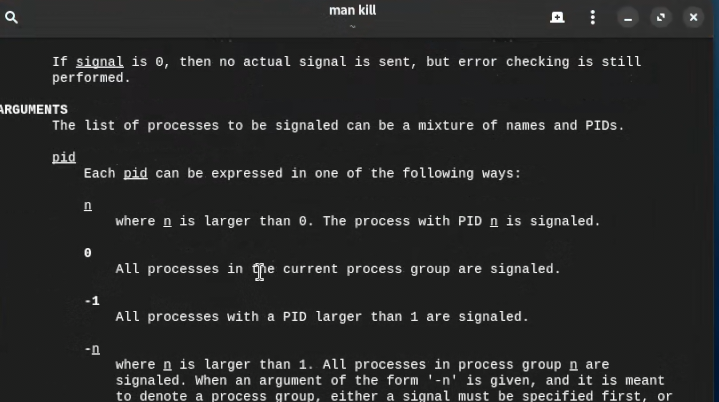 man kill
~
If signal is 0, then no actual signal is sent, but error checking is still
performed.
ARGUMENTS
The list of processes to be signaled can be a mixture of names and PIDs.
pid
Each pid can be expressed in one of the following ways:
n
where n is larger than 0. The process with PID n is signaled.
0
All processes in the current process group are signaled.
-1
All processes with a PID larger than 1 are signaled.
-n
where n is larger than 1. All processes in process group n are
signaled. When an argument of the form '-n' is given, and it is meant
to denote a process group, either a signal must be specified first, or